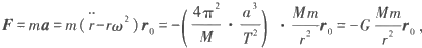 F = ma = m( r̈ - rω² ) r₀ = -( 4π²/M · a³/T² ) · Mm/r² r₀ = -G Mm/r² r₀ ,